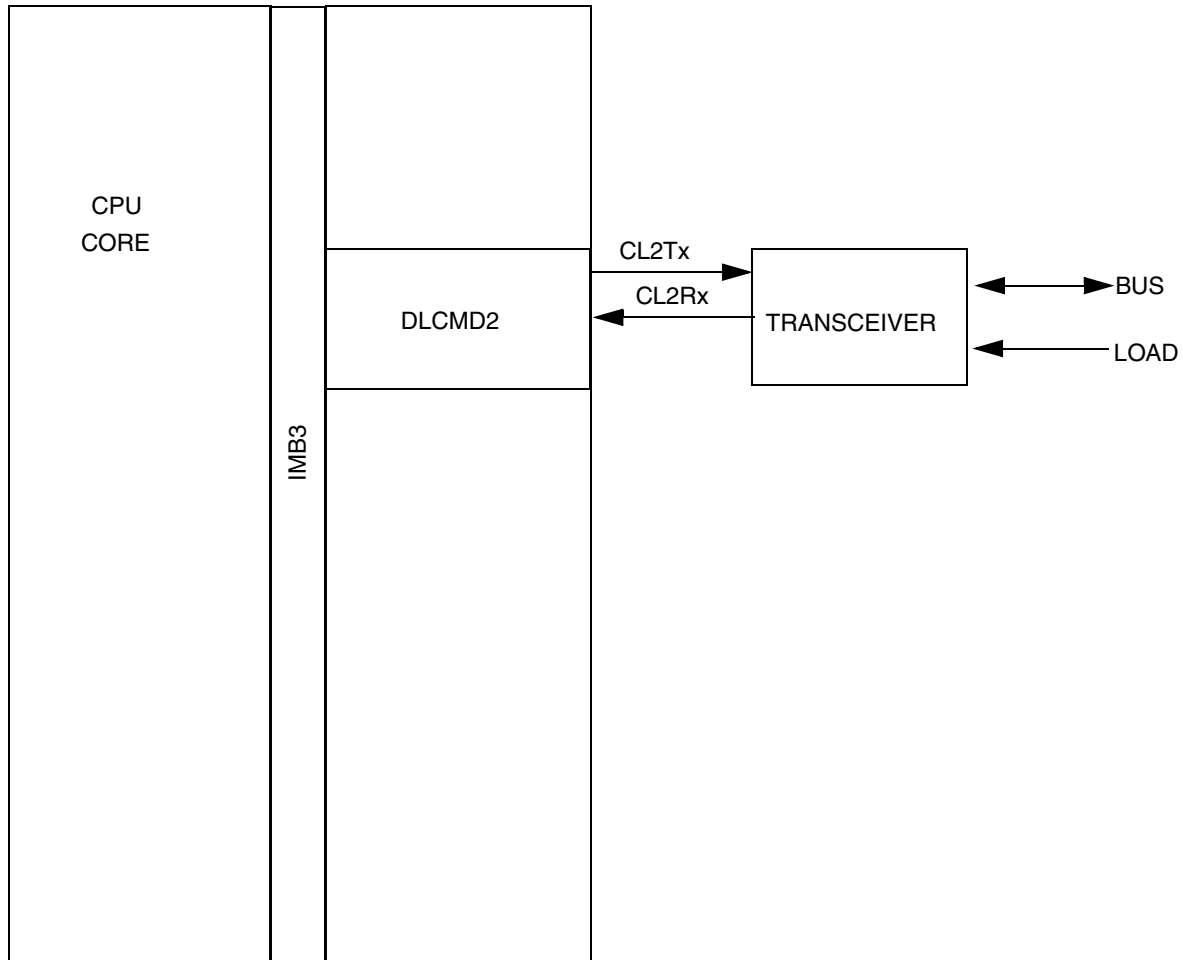 CPU
CORE
IMB3
DLCMD2
CL2Tx
CL2Rx
TRANSCEIVER
BUS
LOAD